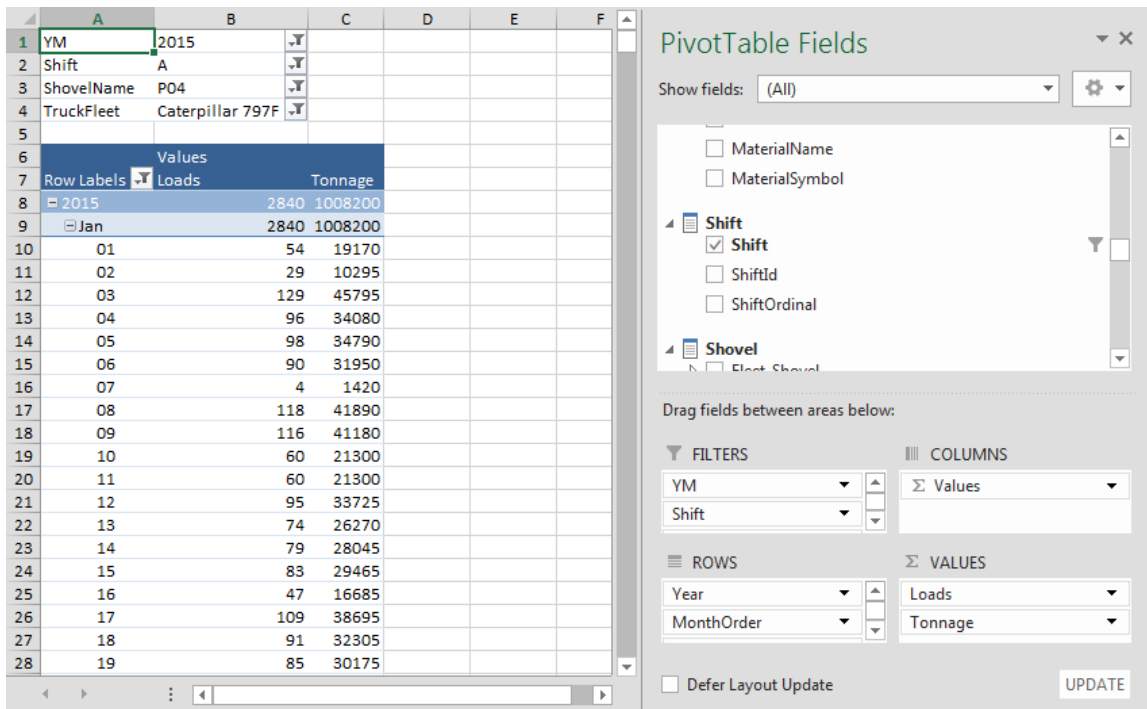 A B C D E F
1 YM 2015
2 Shift A
3 ShovelName P04
4 TruckFleet Caterpillar 797F
5
6 Values
7 Row Labels Loads Tonnage
8 2015 2840 1008200
9 Jan 2840 1008200
10 01 54 19170
11 02 29 10295
12 03 129 45795
13 04 96 34080
14 05 98 34790
15 06 90 31950
16 07 4 1420
17 08 118 41890
18 09 116 41180
19 10 60 21300
20 11 60 21300
21 12 95 33725
22 13 74 26270
23 14 79 28045
24 15 83 29465
25 16 47 16685
26 17 109 38695
27 18 91 32305
28 19 85 30175
PivotTable Fields
Show fields: (All)
MaterialName
MaterialSymbol
Shift
Shift
ShiftId
ShiftOrdinal
Shovel
Drag fields between areas below:
FILTERS
YM
Shift
COLUMNS
Σ Values
ROWS
Year
MonthOrder
Σ VALUES
Loads
Tonnage
Defer Layout Update
UPDATE